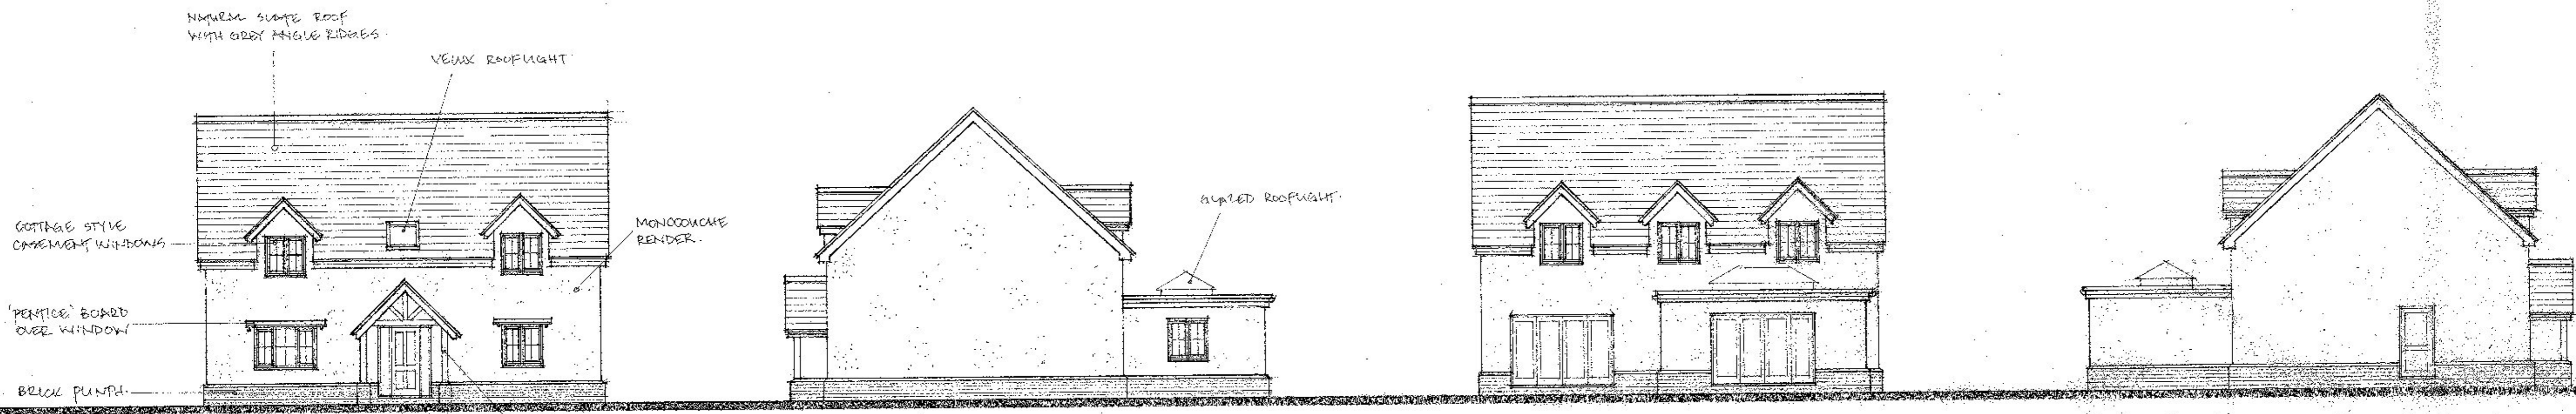 NATURAL SLATE ROOF
WITH GREY ANGLE RIDGES.
VELUX ROOFLIGHT
COTTAGE STYLE
CASEMENT WINDOWS
MONOCOUCHE
RENDER.
GLAZED ROOFLIGHT.
'PENTICE' BOARD
OVER WINDOW
BRICK PLINTH.